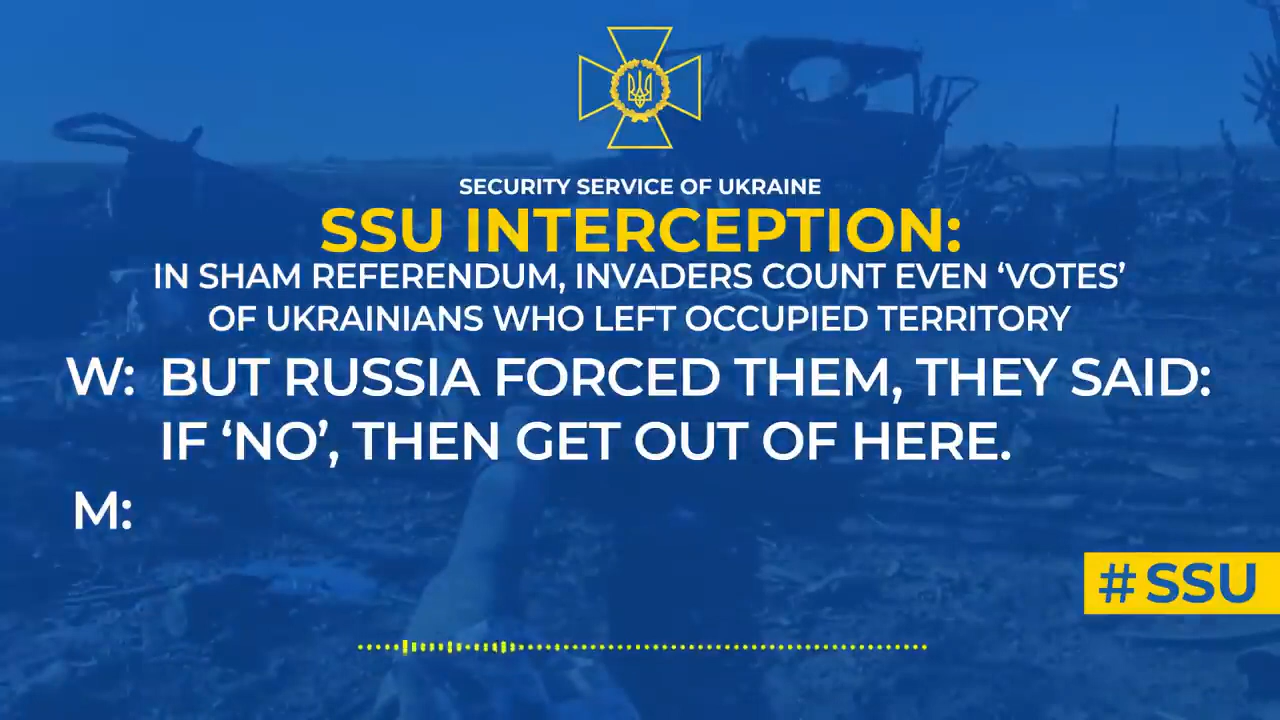 SECURITY SERVICE OF UKRAINE
SSU INTERCEPTION:
IN SHAM REFERENDUM, INVADERS COUNT EVEN ‘VOTES’
OF UKRAINIANS WHO LEFT OCCUPIED TERRITORY
W: BUT RUSSIA FORCED THEM, THEY SAID:
IF ‘NO’, THEN GET OUT OF HERE.
M:
#SSU